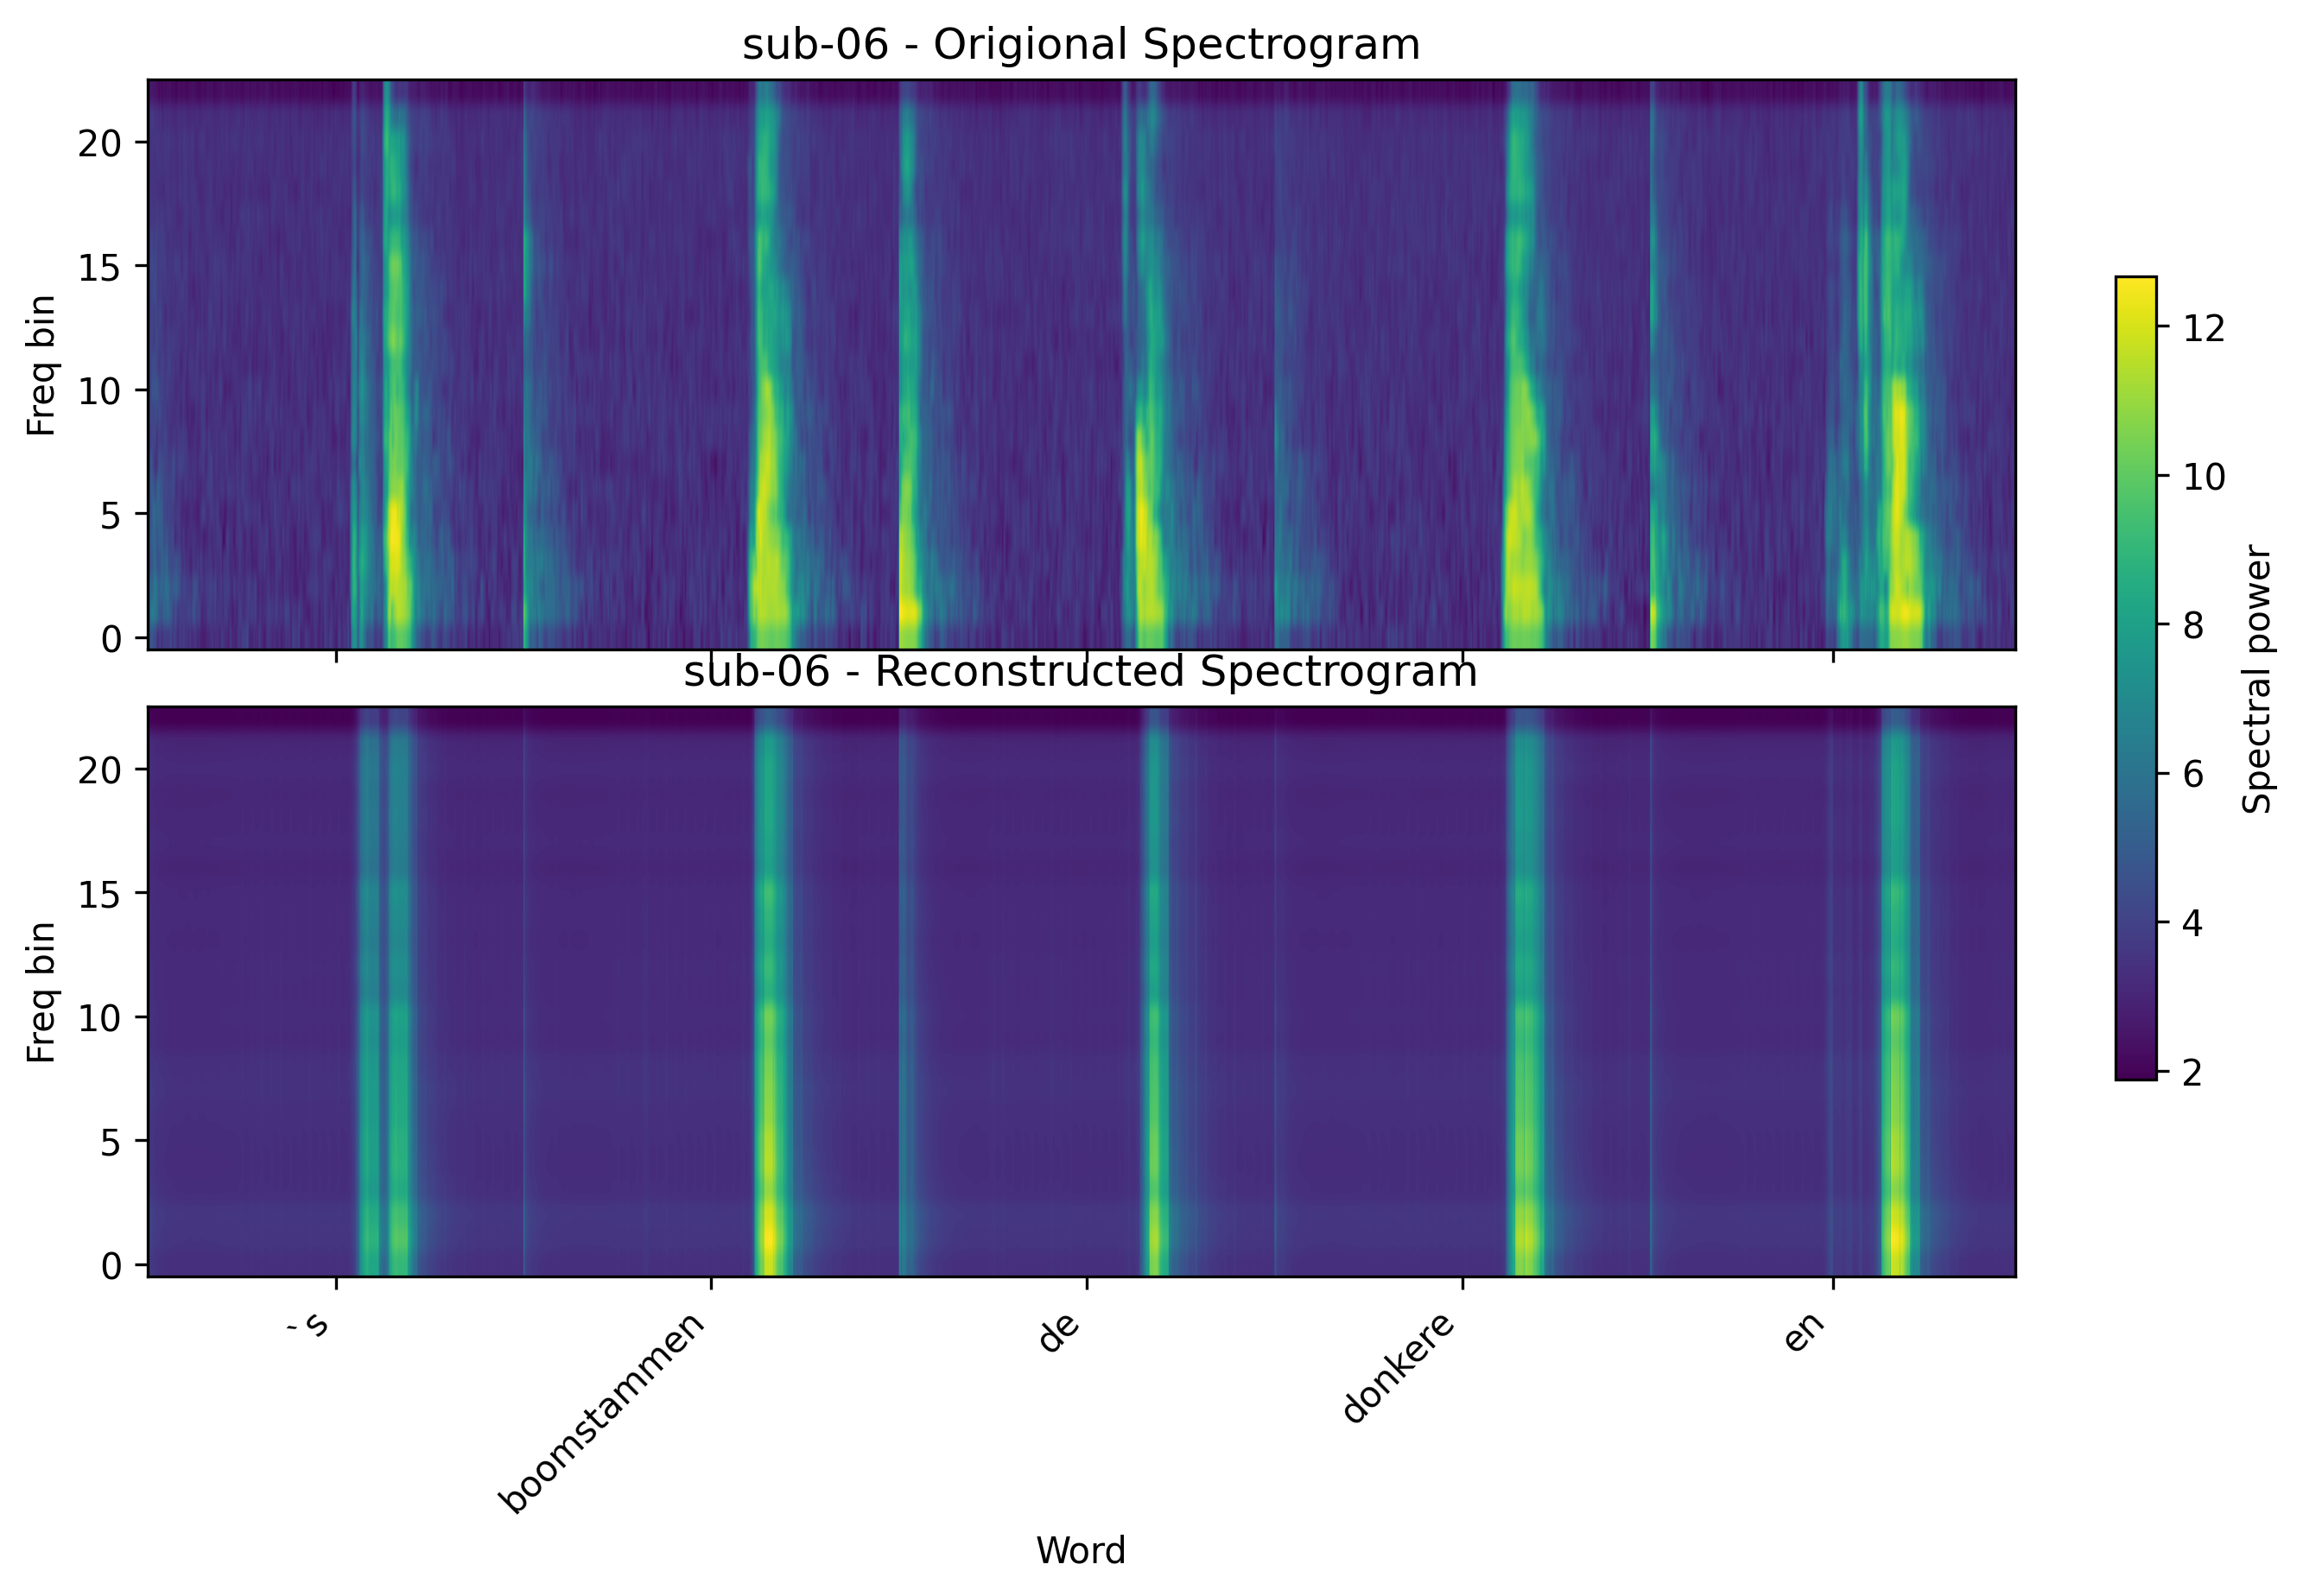 sub-06 - Origional Spectrogram
Freq bin
20
15
10
5
0
sub-06 - Reconstructed Spectrogram
Freq bin
20
15
10
5
0
`s
boomstammen
de
donkere
en
Word
12
10
8
6
4
2
Spectral power